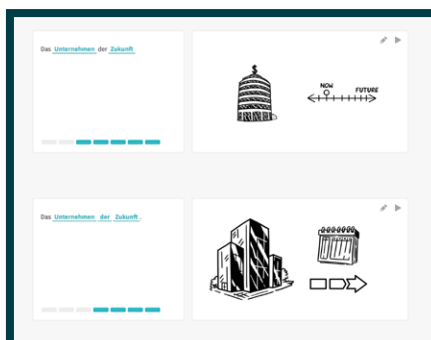 Das Unternehmen der Zukunft
$
NOW
FUTURE
Das Unternehmen der Zukunft .